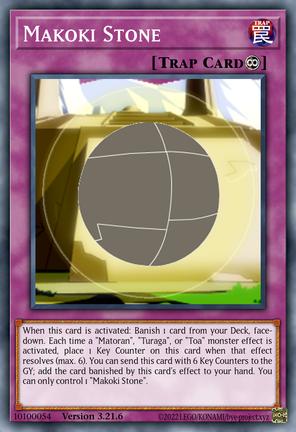 Makoki Stone
TRAP
罠
[Trap Card]
When this card is activated: Banish 1 card from your Deck, face-
down. Each time a "Matoran", "Turaga", or "Toa" monster effect is
activated, place 1 Key Counter on this card when that effect
resolves (max. 6). You can send this card with 6 Key Counters to the
GY; add the card banished by this card's effect to your hand. You
can only control 1 "Makoki Stone".
10100054 Version 3.21.6 ©2022 LEGO/KONAMI/bye-project.xyz